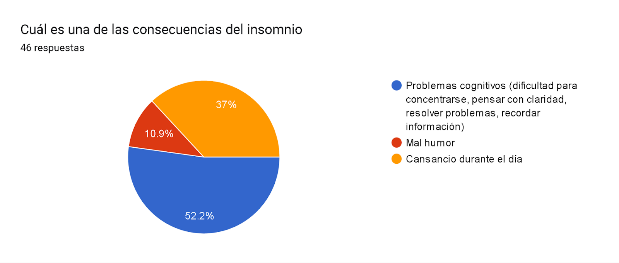 Cuál es una de las consecuencias del insomnio
46 respuestas
37%
10.9%
52.2%
Problemas cognitivos (dificultad para
concentrarse, pensar con claridad,
resolver problemas, recordar
información)
Mal humor
Cansancio durante el dia